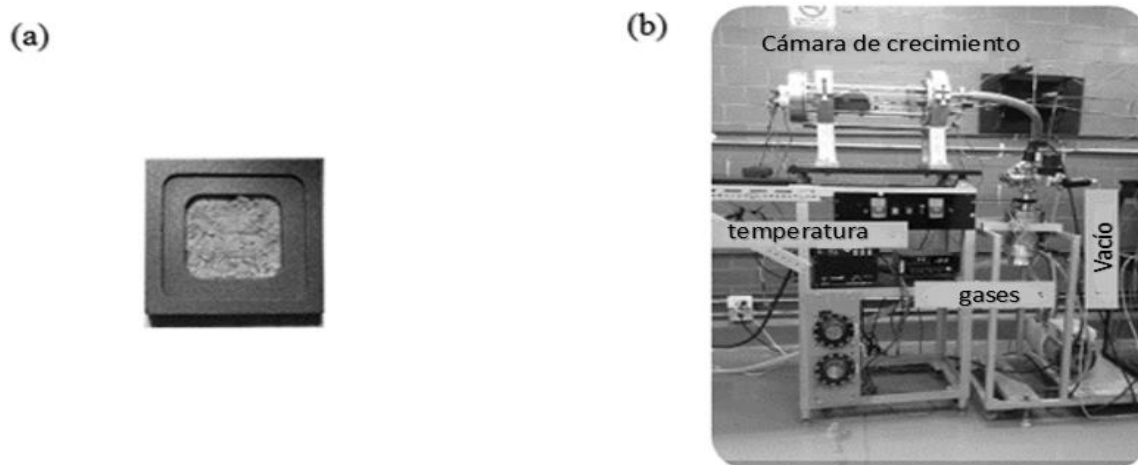 (a)
(b)
Cámara de crecimiento
temperatura
gases
Vacío